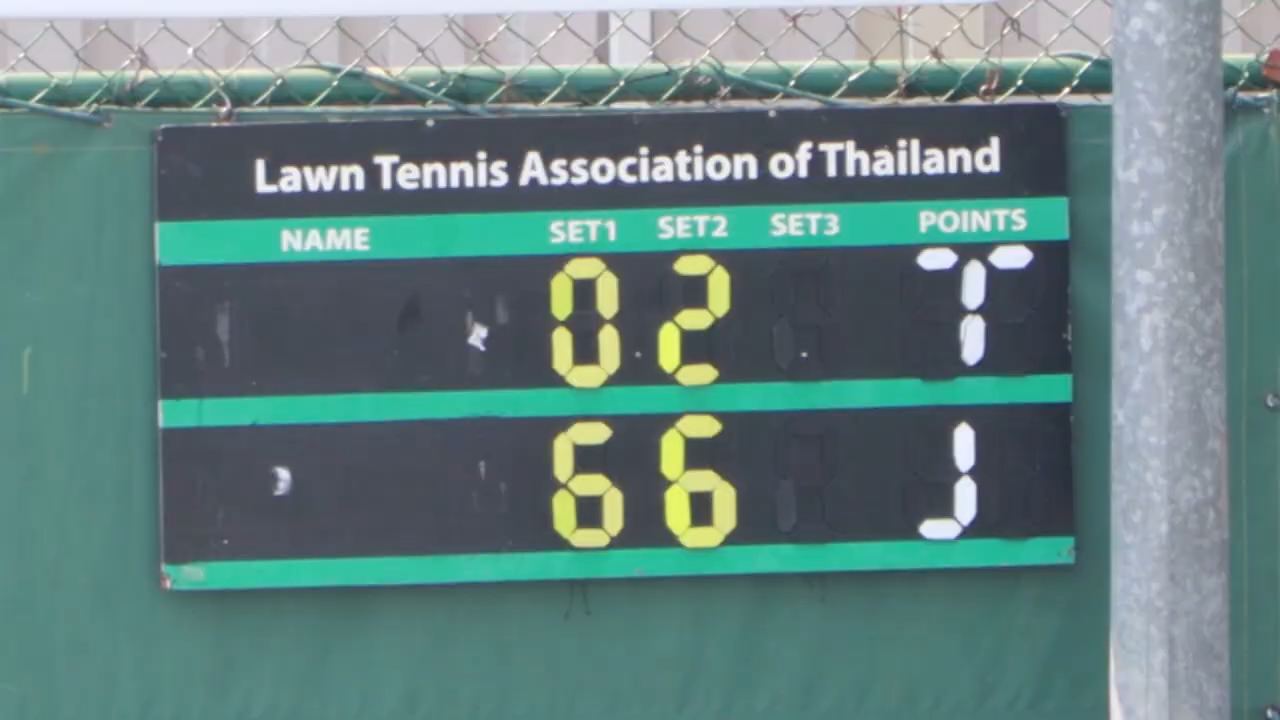 Lawn Tennis Association of Thailand
NAME SET1 SET2 SET3 POINTS
0 2 T
6 6 J